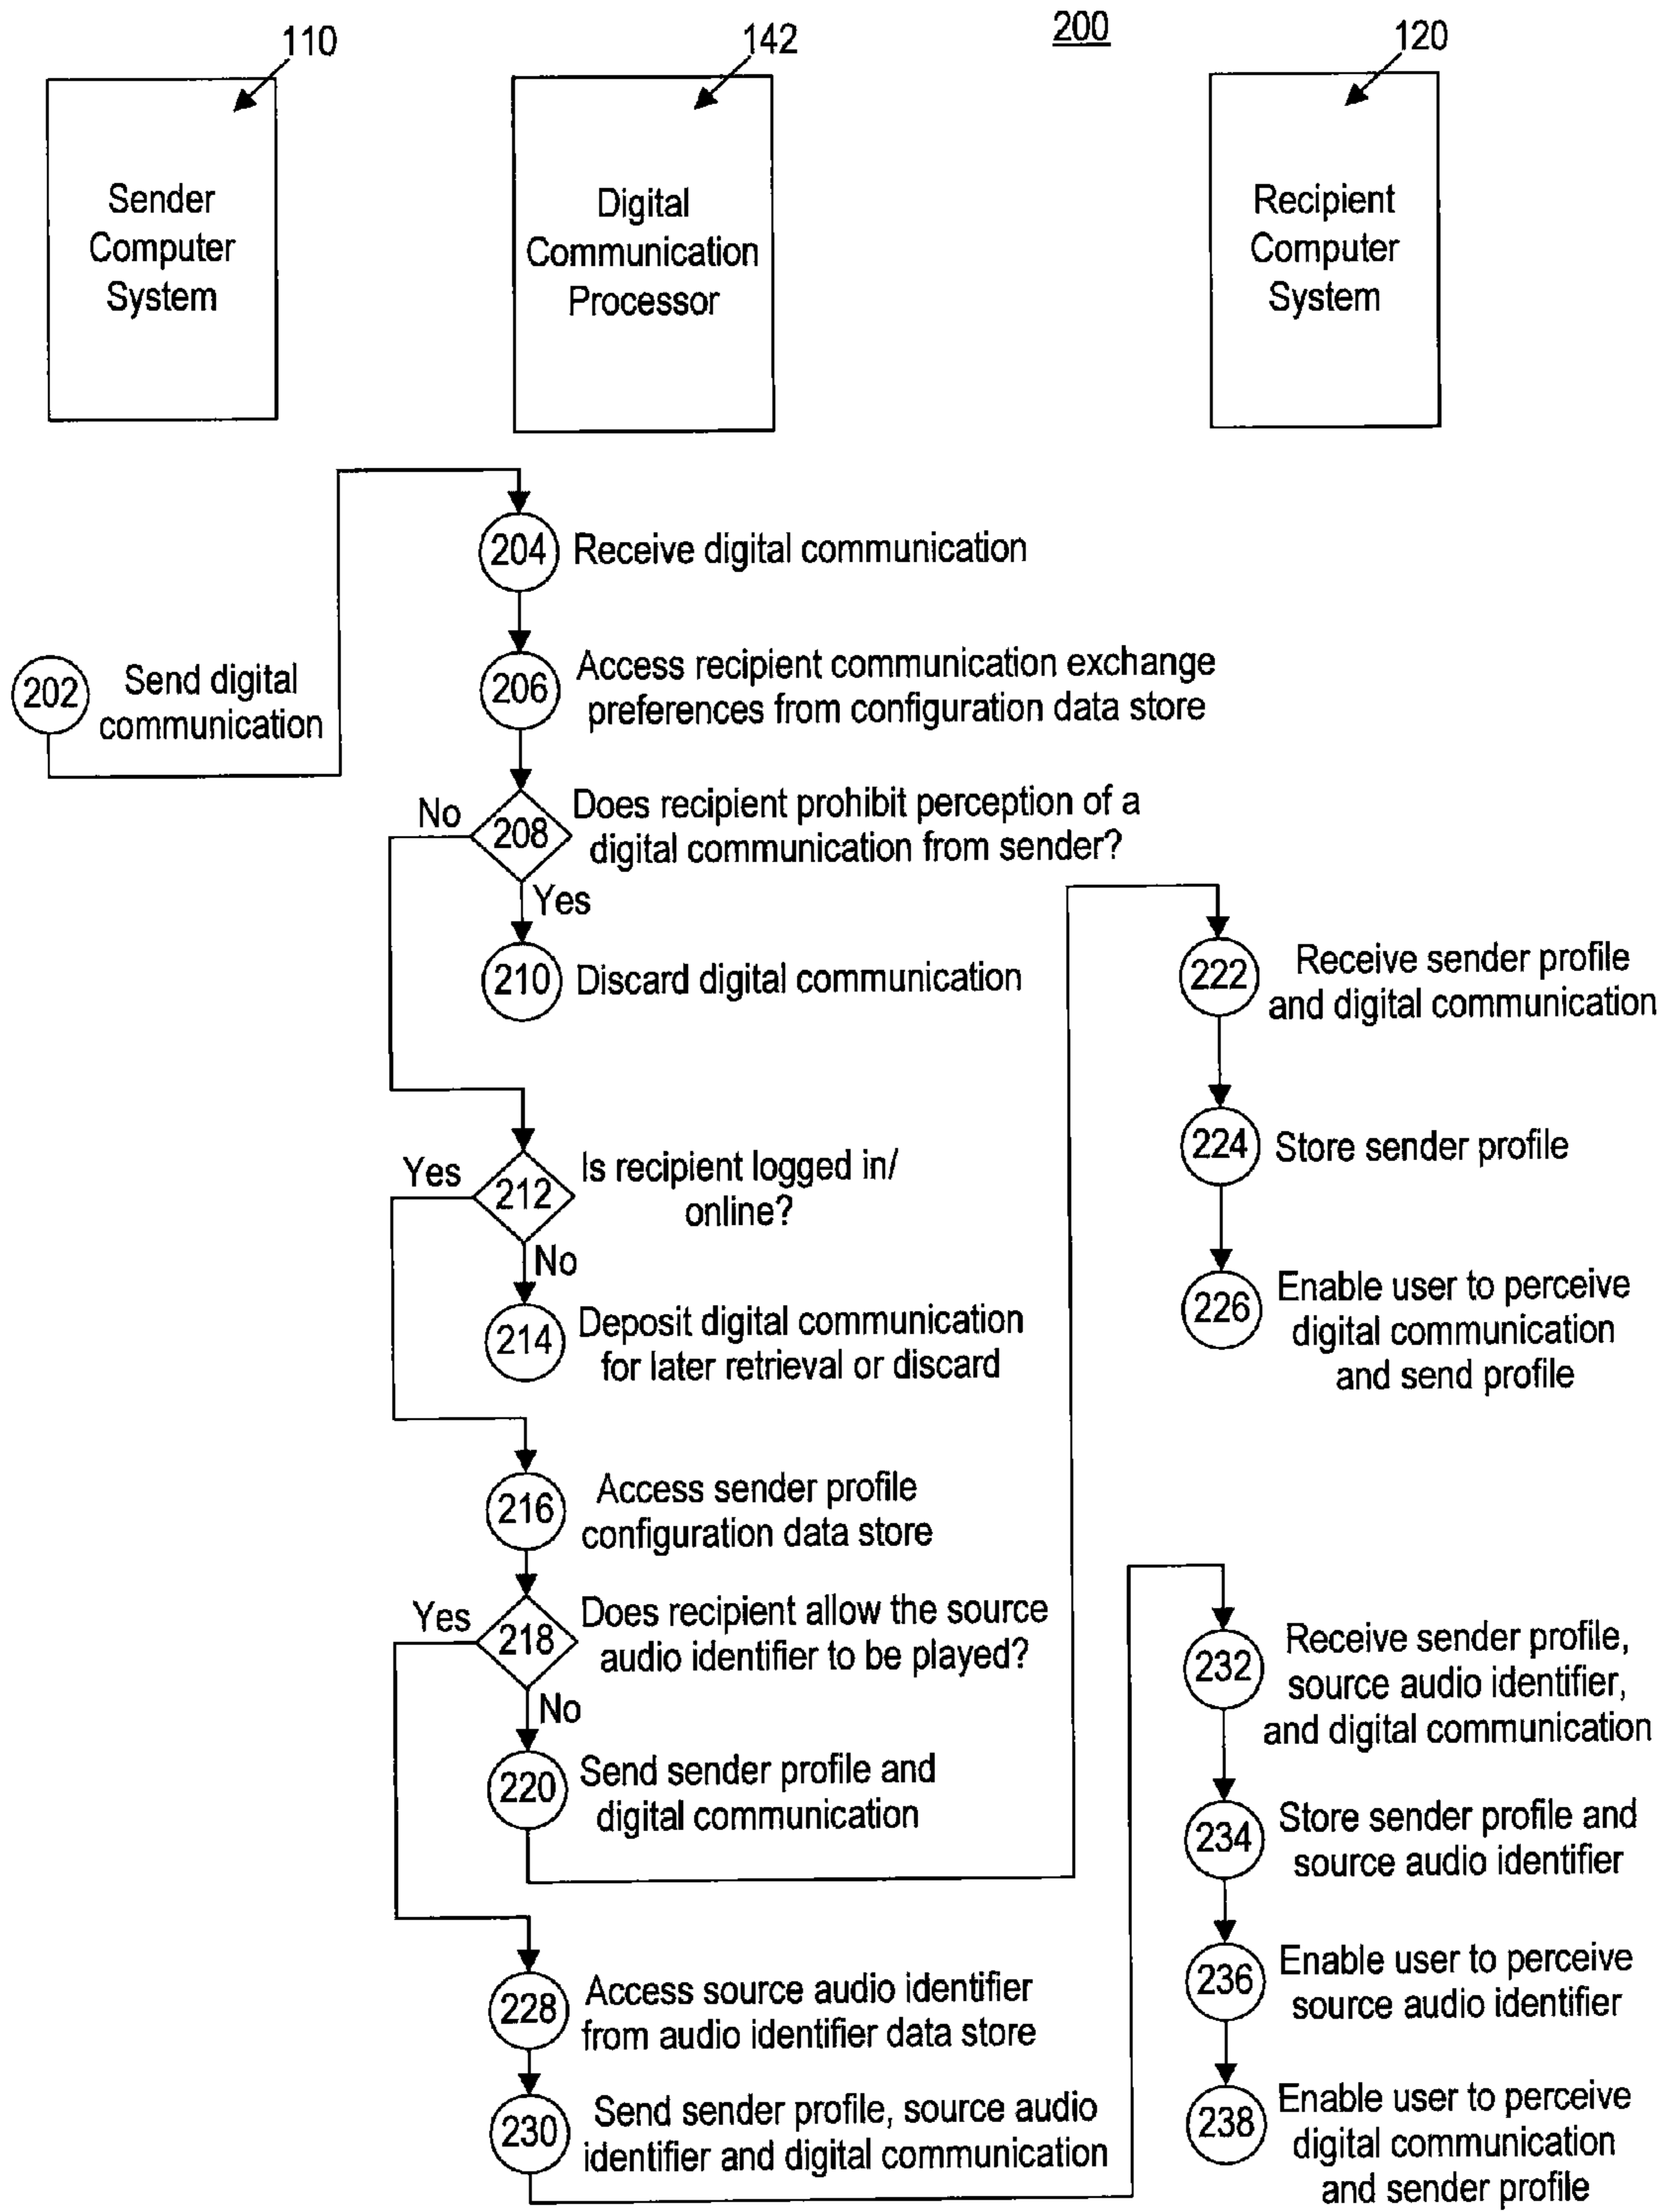 110
142
200
120
Sender
Computer
System
Digital
Communication
Processor
Recipient
Computer
System
204
Receive digital communication
202
Send digital
communication
206
Access recipient communication exchange
preferences from configuration data store
No
208
Does recipient prohibit perception of a
digital communication from sender?
Yes
210
Discard digital communication
Yes
212
Is recipient logged in/
online?
No
214
Deposit digital communication
for later retrieval or discard
216
Access sender profile
configuration data store
Yes
218
Does recipient allow the source
audio identifier to be played?
No
220
Send sender profile and
digital communication
228
Access source audio identifier
from audio identifier data store
230
Send sender profile, source audio
identifier and digital communication
222
Receive sender profile
and digital communication
224
Store sender profile
226
Enable user to perceive
digital communication
and send profile
232
Receive sender profile,
source audio identifier,
and digital communication
234
Store sender profile and
source audio identifier
236
Enable user to perceive
source audio identifier
238
Enable user to perceive
digital communication
and sender profile